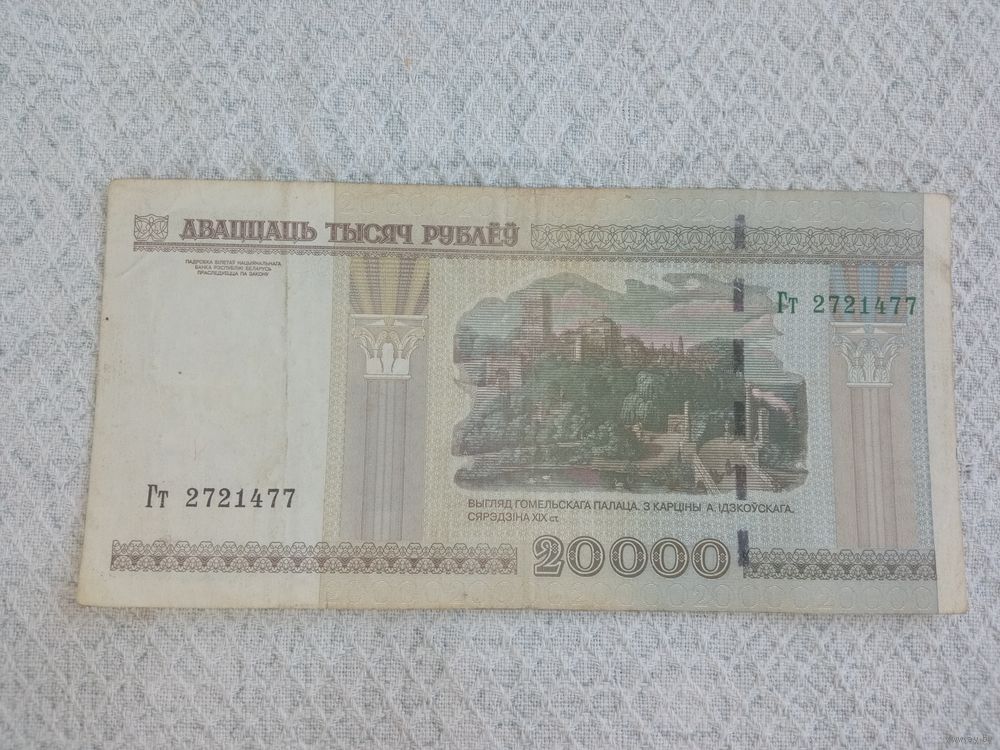 ДВАЦЦАЦЬ ТЫСЯЧ РУБЛЁЎ
ПАДРОБКА БІЛЕТАЎ НАЦЫЯНАЛЬНАГА
БАНКА РЭСПУБЛІКІ БЕЛАРУСЬ
ПРАСЛЕДУЕЦЦА ПА ЗАКОНУ
Гт 2721477
Гт 2721477
ВЫГЛЯД ГОМЕЛЬСКАГА ПАЛАЦА. З КАРЦІНЫ А. ІДЗКОЎСКАГА.
СЯРЭДЗІНА XIX ст.
20000